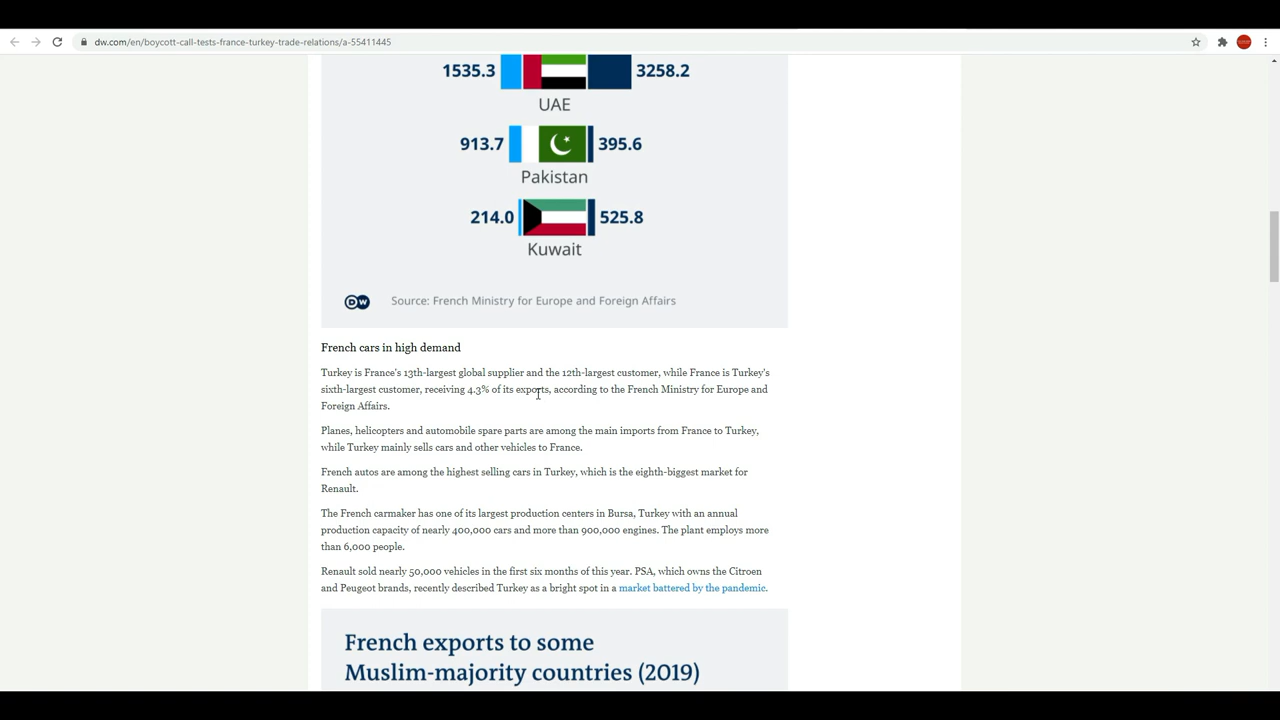 dw.com/en/boycott-call-tests-france-turkey-trade-relations/a-55411445
1535.3 3258.2
UAE
913.7 395.6
Pakistan
214.0 525.8
Kuwait
DW Source: French Ministry for Europe and Foreign Affairs
French cars in high demand
Turkey is France's 13th-largest global supplier and the 12th-largest customer, while France is Turkey's
sixth-largest customer, receiving 4.3% of its exports, according to the French Ministry for Europe and
Foreign Affairs.
Planes, helicopters and automobile spare parts are among the main imports from France to Turkey,
while Turkey mainly sells cars and other vehicles to France.
French autos are among the highest selling cars in Turkey, which is the eighth-biggest market for
Renault.
The French carmaker has one of its largest production centers in Bursa, Turkey with an annual
production capacity of nearly 400,000 cars and more than 900,000 engines. The plant employs more
than 6,000 people.
Renault sold nearly 50,000 vehicles in the first six months of this year. PSA, which owns the Citroen
and Peugeot brands, recently described Turkey as a bright spot in a market battered by the pandemic.
French exports to some
Muslim-majority countries (2019)